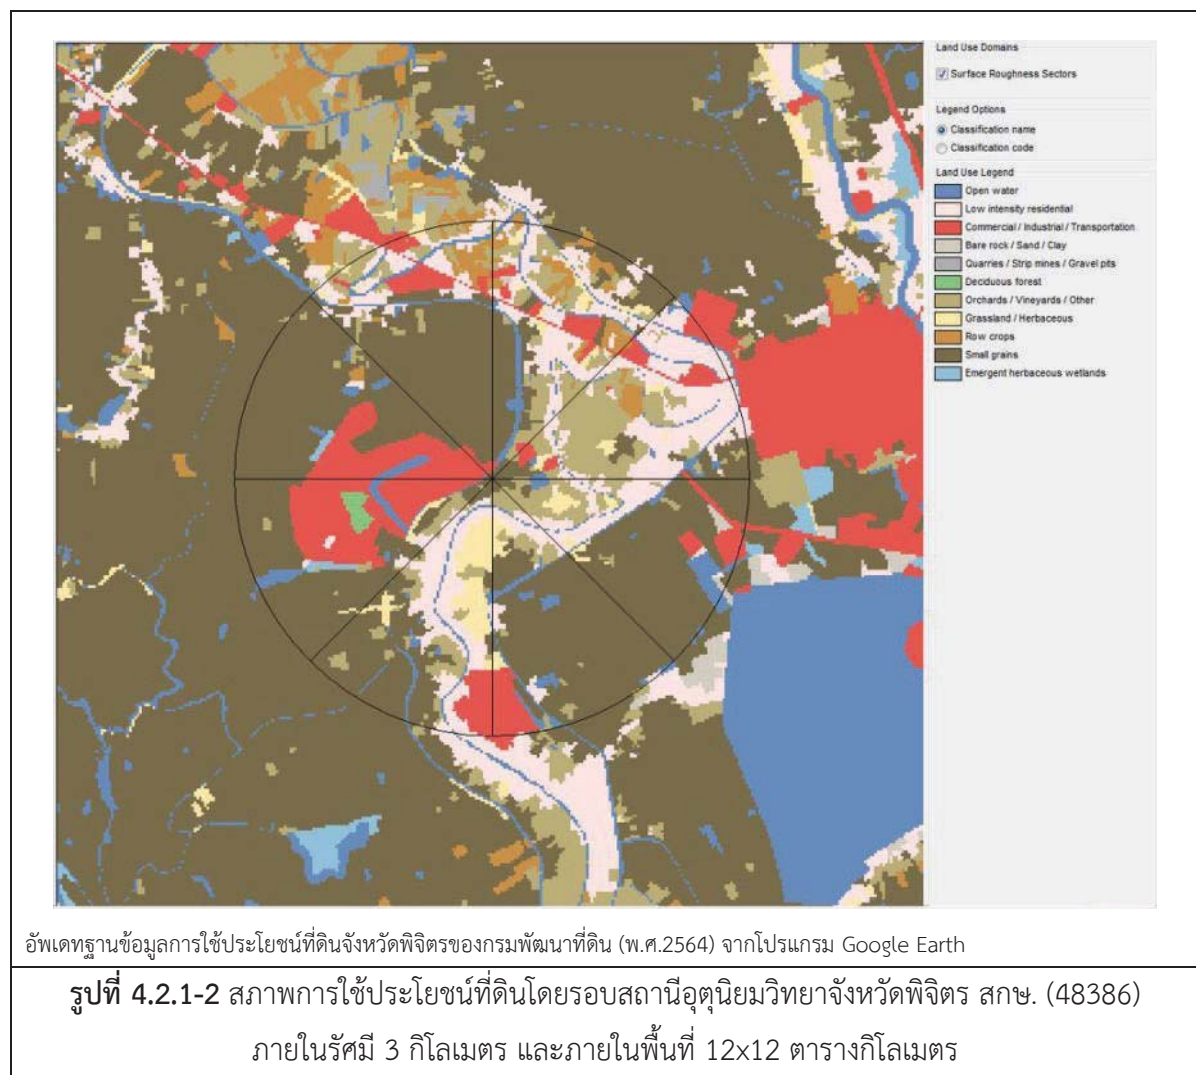 Land Use Domains
Surface Roughness Sectors
Legend Options
Classification name
Classification code
Land Use Legend
Open water
Low intensity residential
Commercial / Industrial / Transportation
Bare rock / Sand / Clay
Quarries / Strip mines / Gravel pits
Deciduous forest
Orchards / Vineyards / Other
Grassland / Herbaceous
Row crops
Small grains
Emergent herbaceous wetlands
อัพเดทฐานข้อมูลการใช้ประโยชน์ที่ดินจังหวัดพิจิตรของกรมพัฒนาที่ดิน (พ.ศ.2564) จากโปรแกรม Google Earth
รูปที่ 4.2.1-2 สภาพการใช้ประโยชน์ที่ดินโดยรอบสถานีอุตุนิยมวิทยาจังหวัดพิจิตร สกษ. (48386)
ภายในรัศมี 3 กิโลเมตร และภายในพื้นที่ 12x12 ตารางกิโลเมตร